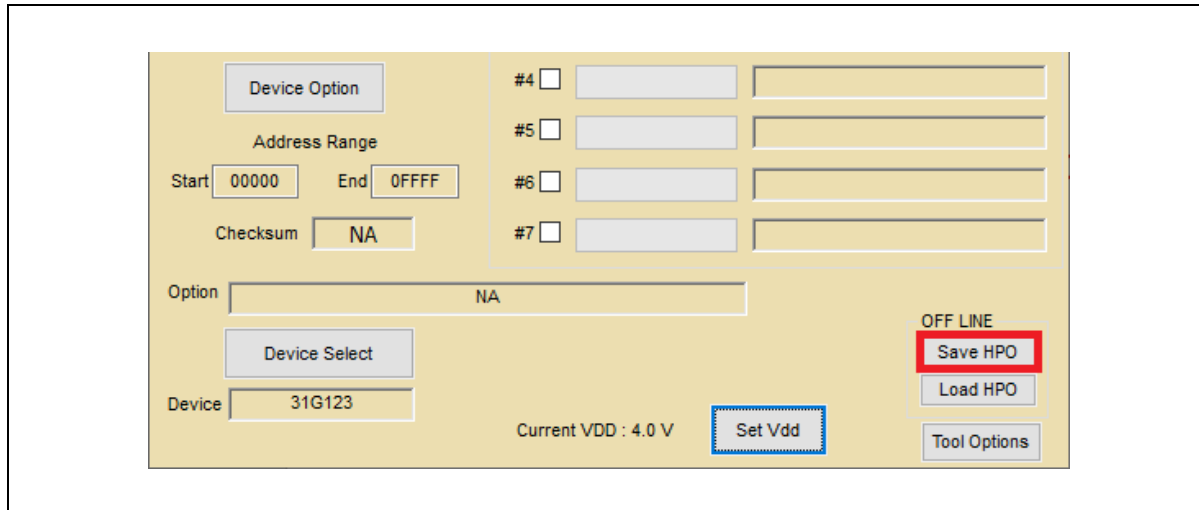 Device Option
#4
Address Range
#5
Start 00000 End 0FFFF
#6
Checksum NA
#7
Option NA
OFF LINE
Device Select
Save HPO
Load HPO
Device 31G123
Current VDD : 4.0 V
Set Vdd
Tool Options